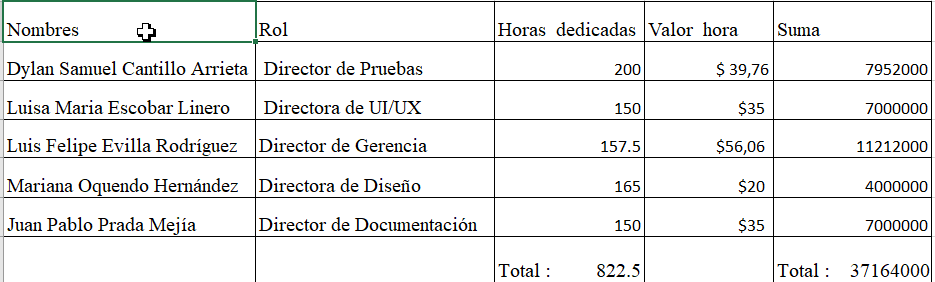 Nombres Rol Horas dedicadas Valor hora Suma
Dylan Samuel Cantillo Arrieta Director de Pruebas 200 $ 39,76 7952000
Luisa Maria Escobar Linero Directora de UI/UX 150 $35 7000000
Luis Felipe Evilla Rodríguez Director de Gerencia 157.5 $56,06 11212000
Mariana Oquendo Hernández Directora de Diseño 165 $20 4000000
Juan Pablo Prada Mejía Director de Documentación 150 $35 7000000
Total : 822.5 Total : 37164000